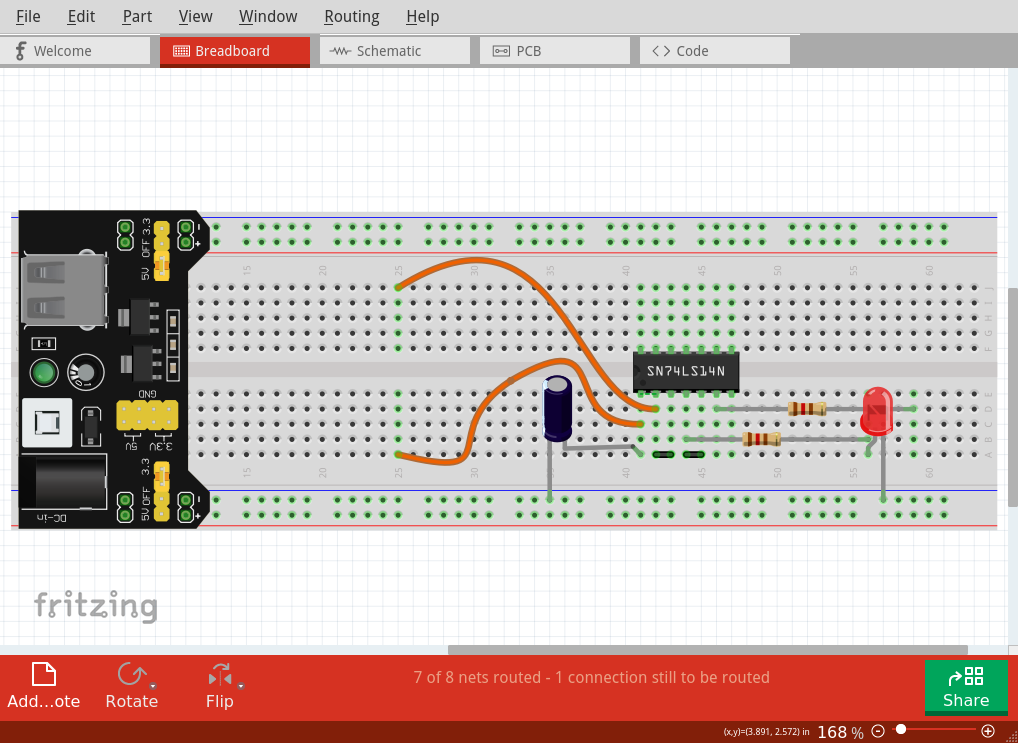 File Edit Part View Window Routing Help
Welcome Breadboard Schematic PCB Code
3.3
OFF
5V
- +
15 20 25 30 35 40 45 50 55 60
J
I
H
G
F
SN74LS14N
GND
5V 3.3V
E
D
C
B
A
15 20 25 30 35 40 45 50 55 60
3.3
OFF
5V
- +
DC-in
fritzing
Add...ote Rotate Flip
7 of 8 nets routed - 1 connection still to be routed
Share
(x,y)=(3.891, 2.572) in 168 %